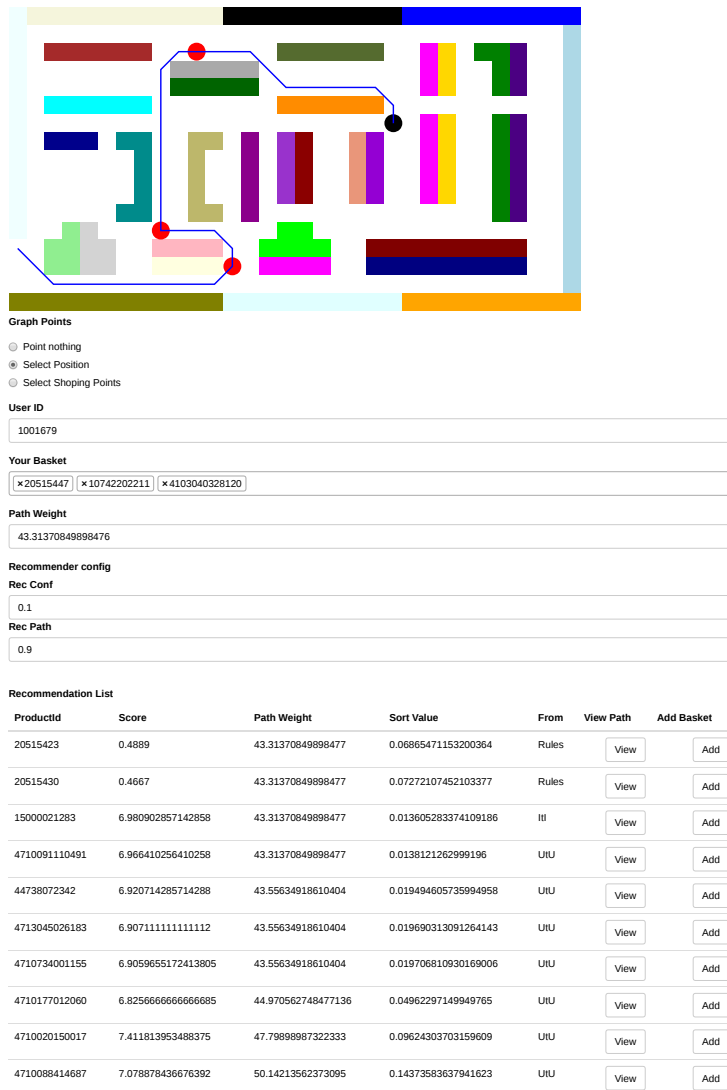 Graph Points
Point nothing
Select Position
Select Shoping Points
User ID
1001679
Your Basket
×20515447 ×10742202211 ×4103040328120
Path Weight
43.31370849898476
Recommender config
Rec Conf
0.1
Rec Path
0.9
Recommendation List
ProductId Score Path Weight Sort Value From View Path Add Basket
20515423 0.4889 43.31370849898477 0.06865471153200364 Rules View Add
20515430 0.4667 43.31370849898477 0.07272107452103377 Rules View Add
15000021283 6.980902857142858 43.31370849898477 0.013605283374109186 ItI View Add
4710091110491 6.966410256410258 43.31370849898477 0.0138121262999196 UtU View Add
44738072342 6.920714285714288 43.55634918610404 0.019494605735994958 UtU View Add
4713045026183 6.907111111111112 43.55634918610404 0.019690313091264143 UtU View Add
4710734001155 6.9059655172413805 43.55634918610404 0.019706810930169006 UtU View Add
4710177012060 6.8256666666666685 44.970562748477136 0.04962297149949765 UtU View Add
4710020150017 7.411813953488375 47.79898987322333 0.09624303703159609 UtU View Add
4710088414687 7.078878436676392 50.14213562373095 0.14373583637941623 UtU View Add